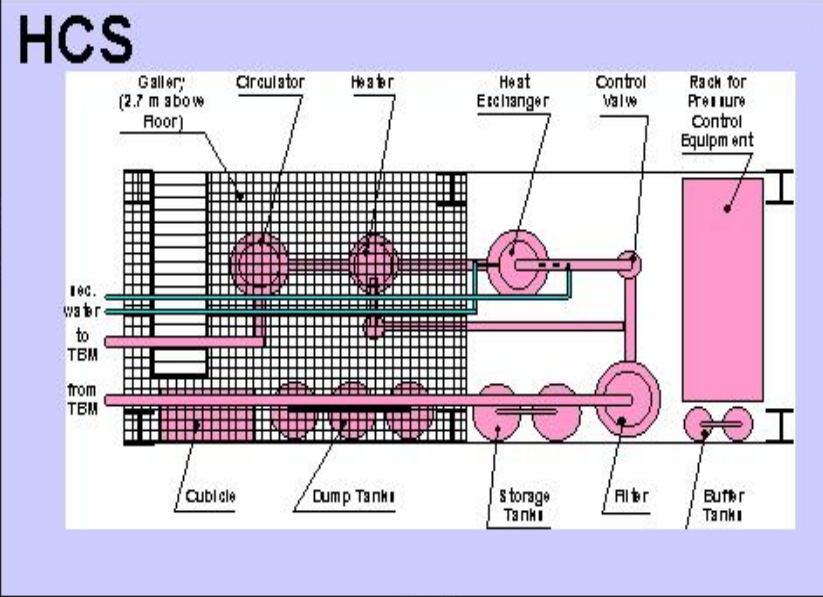 HCS
Gallery
(2.7 m above
Floor)
Circulator
Heater
Heat
Exchanger
Control
Valve
Rack for
Pressure
Control
Equipment
sec.
water
to
TBM
from
TBM
Cubicle
Dump Tanks
Storage
Tanks
Filter
Buffer
Tanks